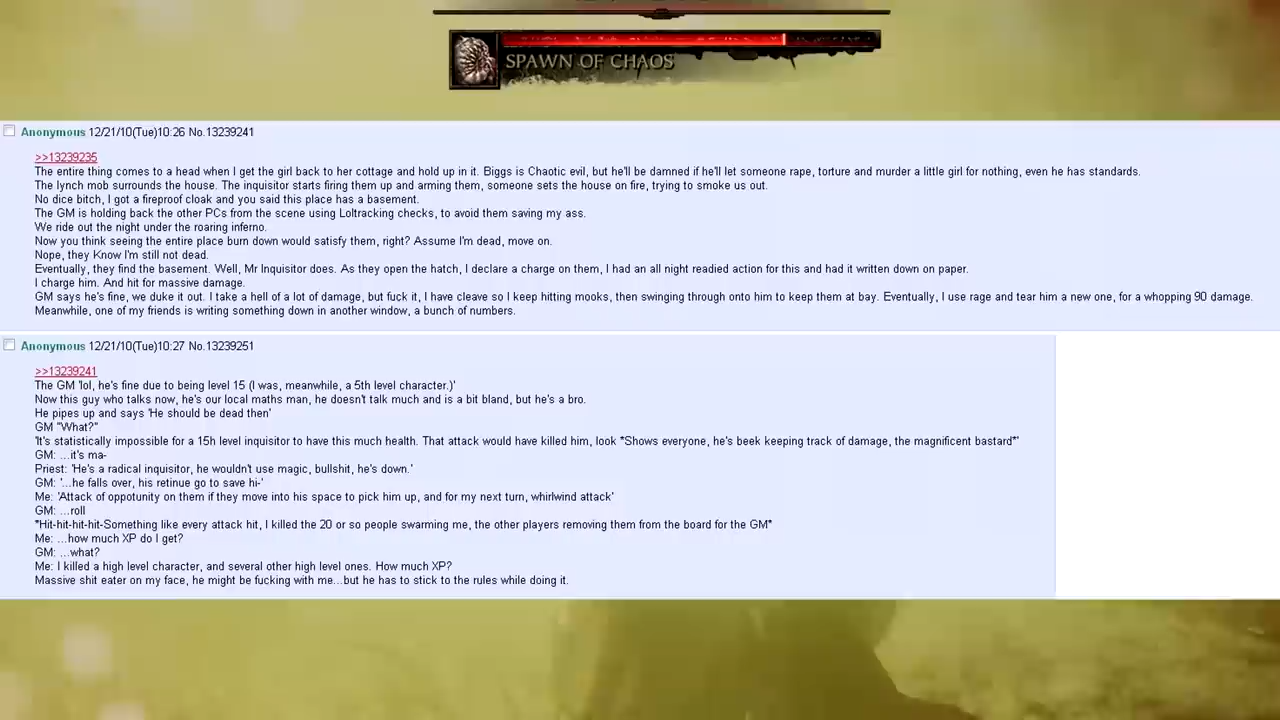 SPAWN OF CHAOS
Anonymous 12/21/10(Tue)10:26 No.13239241
>>13239235
The entire thing comes to a head when I get the girl back to her cottage and hold up in it. Biggs is Chaotic evil, but he'll be damned if he'll let someone rape, torture and murder a little girl for nothing, even he has standards.
The lynch mob surrounds the house. The inquisitor starts firing them up and arming them, someone sets the house on fire, trying to smoke us out.
No dice bitch, I got a fireproof cloak and you said this place has a basement.
The GM is holding back the other PCs from the scene using Loltracking checks, to avoid them saving my ass.
We ride out the night under the roaring inferno.
Now you think seeing the entire place burn down would satisfy them, right? Assume I'm dead, move on.
Nope, they Know I'm still not dead.
Eventually, they find the basement. Well, Mr Inquisitor does. As they open the hatch, I declare a charge on them, I had an all night readied action for this and had it written down on paper.
I charge him. And hit for massive damage.
GM says he's fine, we duke it out. I take a hell of a lot of damage, but fuck it, I have cleave so I keep hitting mooks, then swinging through onto him to keep them at bay. Eventually, I use rage and tear him a new one, for a whopping 90 damage.
Meanwhile, one of my friends is writing something down in another window, a bunch of numbers.
Anonymous 12/21/10(Tue)10:27 No.13239251
>>13239241
The GM 'lol, he's fine due to being level 15 (I was, meanwhile, a 5th level character.)'
Now this guy who talks now, he's our local maths man, he doesn't talk much and is a bit bland, but he's a bro.
He pipes up and says 'He should be dead then'
GM "What?"
'It's statistically impossible for a 15h level inquisitor to have this much health. That attack would have killed him, look *Shows everyone, he's beek keeping track of damage, the magnificent bastard*'
GM: ...it's ma-
Priest: 'He's a radical inquisitor, he wouldn't use magic, bullshit, he's down.'
GM: '...he falls over, his retinue go to save hi-'
Me: 'Attack of oppotunity on them if they move into his space to pick him up, and for my next turn, whirlwind attack'
GM: ...roll
*Hit-hit-hit-hit-Something like every attack hit, I killed the 20 or so people swarming me, the other players removing them from the board for the GM*
Me: ...how much XP do I get?
GM: ...what?
Me: I killed a high level character, and several other high level ones. How much XP?
Massive shit eater on my face, he might be fucking with me...but he has to stick to the rules while doing it.